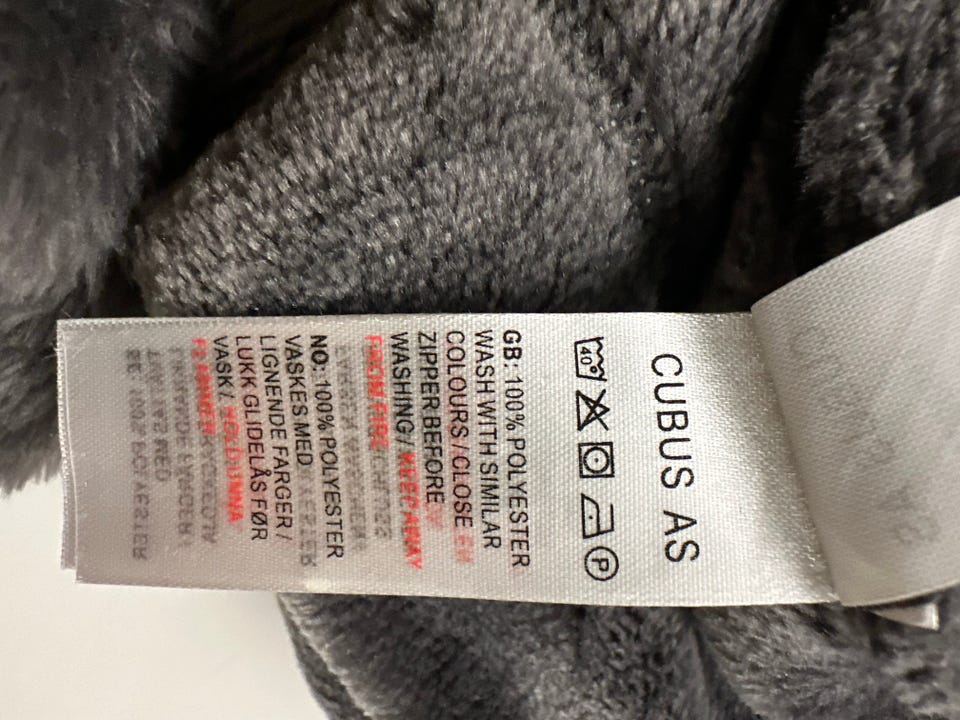 CUBUS AS
40°
P
GB: 100% POLYESTER
WASH WITH SIMILAR
COLOURS / CLOSE
ZIPPER BEFORE
WASHING / KEEP AWAY
FROM FIRE
NO: 100% POLYESTER
VASKES MED
LIGNENDE FARGER /
LUKK GLIDELÅS FØR
VASK / HOLD UNNA
FLAMMER